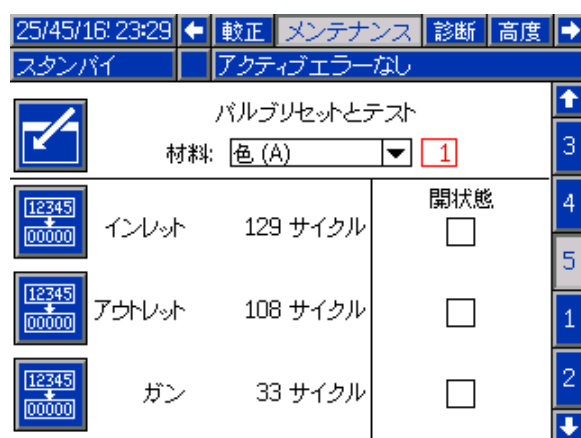 25/45/16! 23:29 較正 メンテナンス 診断 高度
スタンバイ アクティブエラーなし
バルブリセットとテスト
材料: 色 (A) 1
開状態
12345
00000
インレット 129 サイクル
12345
00000
アウトレット 108 サイクル
12345
00000
ガン 33 サイクル
3
4
5
1
2